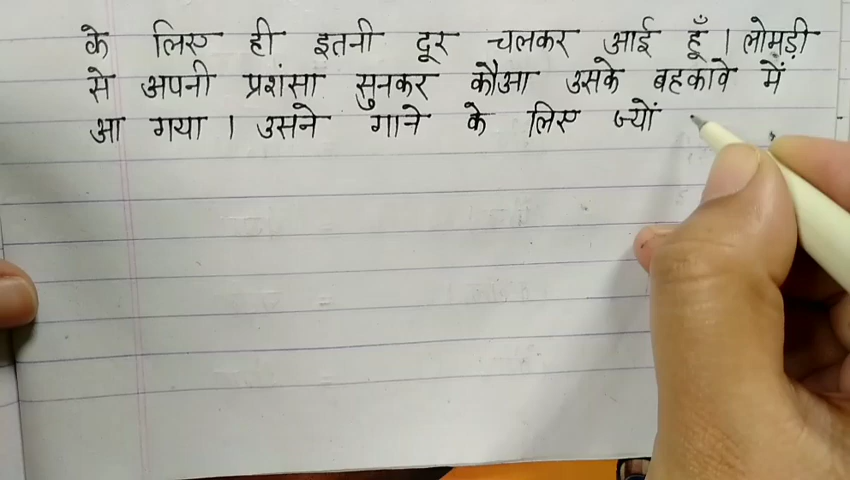 के लिए ही इतनी दूर चलकर आई हूँ । लोमड़ी
से अपनी प्रशंसा सुनकर कौआ उसके बहकावे में
आ गया । उसने गाने के लिए ज्यों